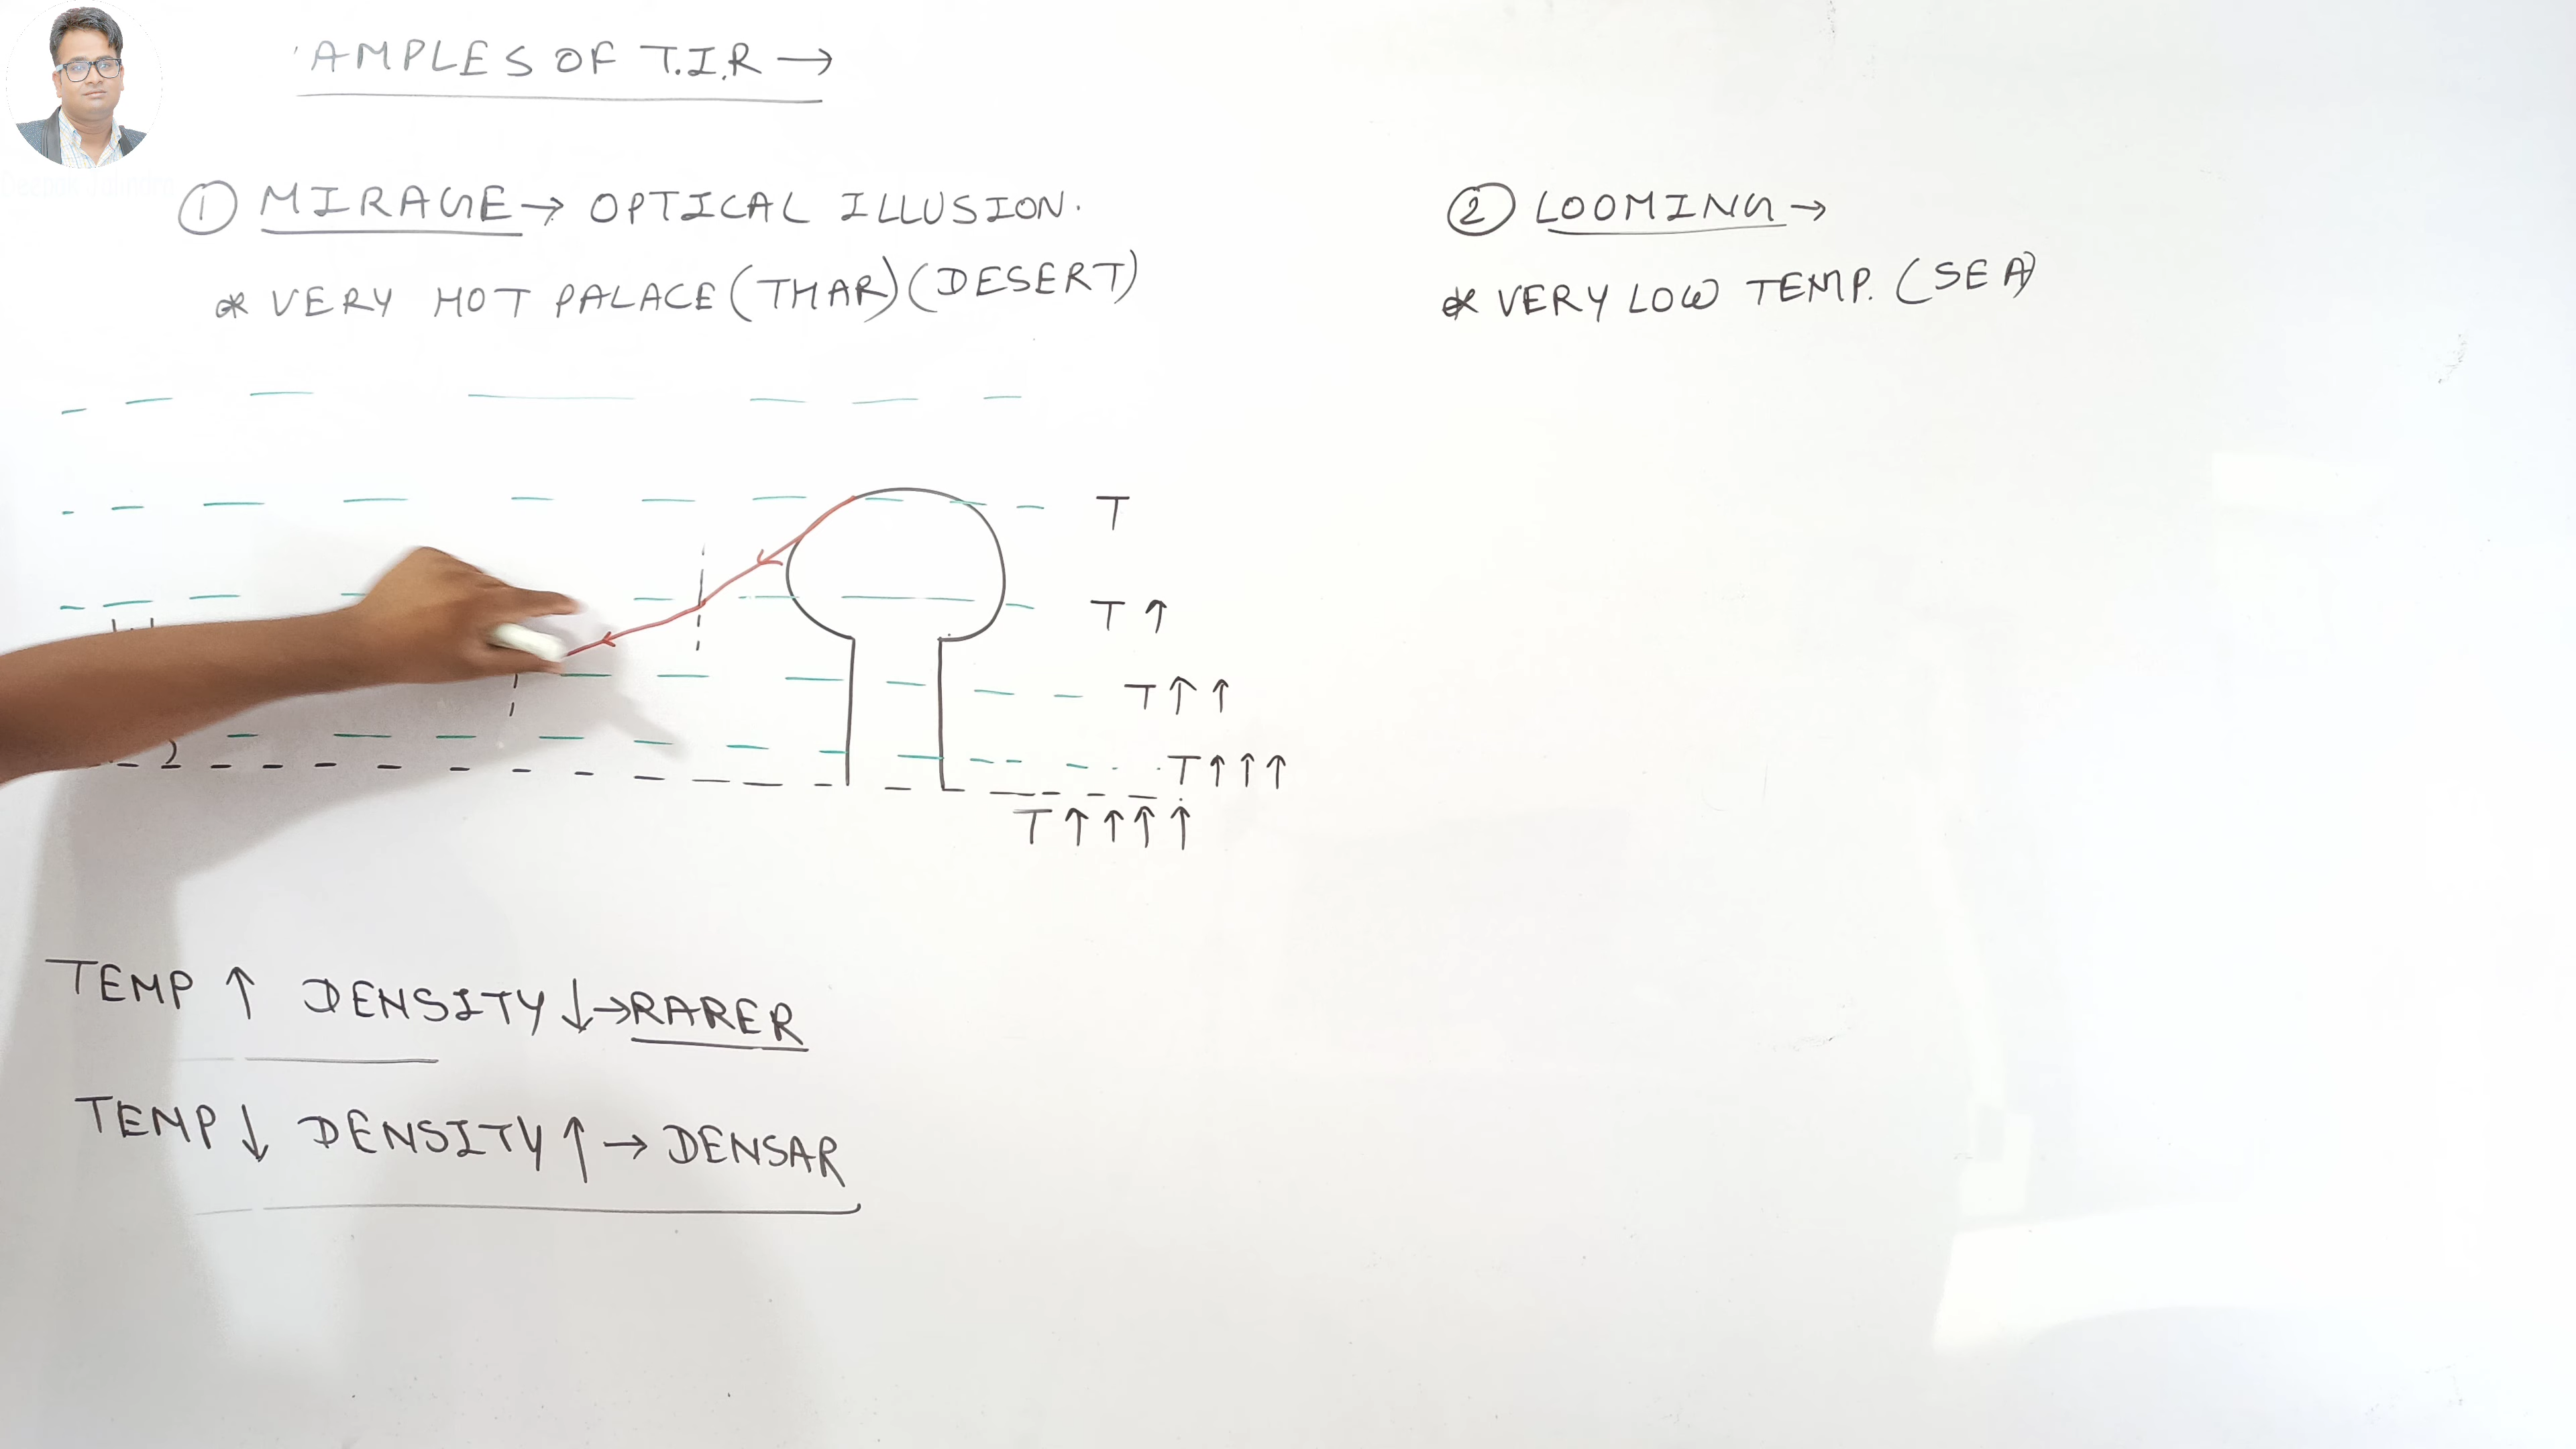 AMPLES OF T.I.R →
① MIRAGE → OPTICAL ILLUSION.
* VERY HOT PALACE (THAR) (DESERT)
② LOOMING →
* VERY LOW TEMP. (SEA)
T
T ↑
T ↑ ↑
T ↑ ↑ ↑
T ↑ ↑ ↑ ↑
TEMP ↑ DENSITY ↓ → RARER
TEMP ↓ DENSITY ↑ → DENSAR